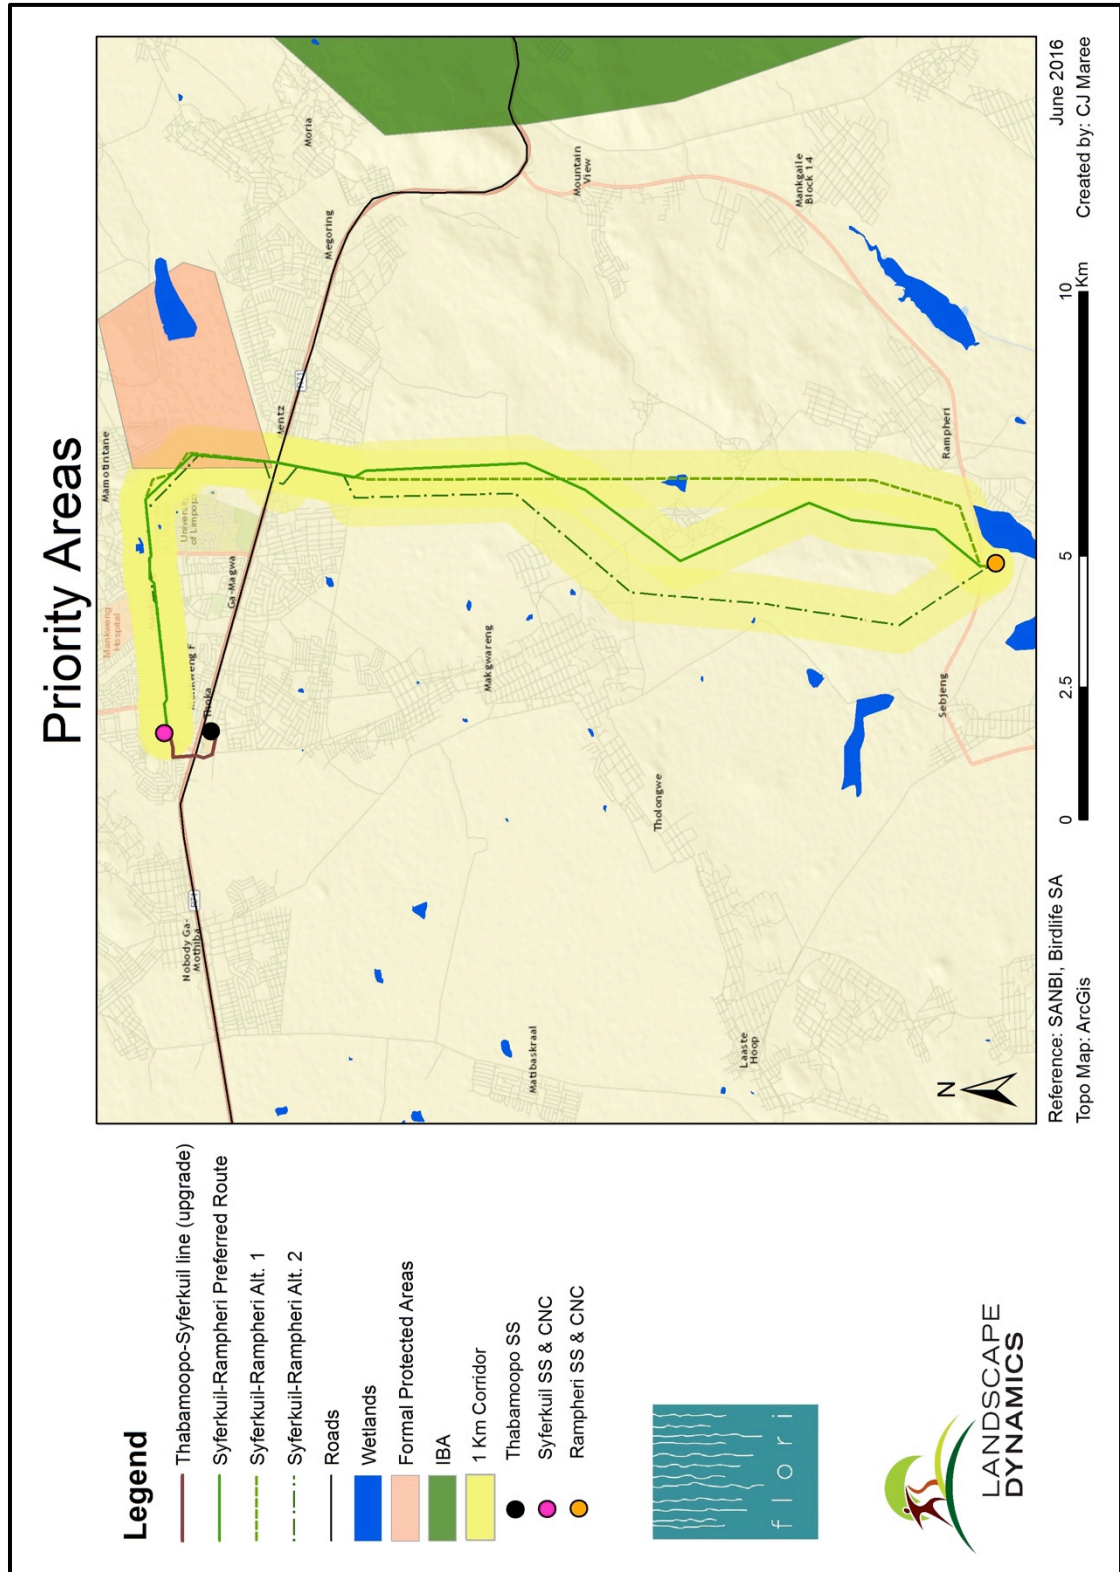 Priority Areas
Legend
Thabamoopo-Syferkuil line (upgrade)
Syferkuil-Rampheri Preferred Route
Syferkuil-Rampheri Alt. 1
Syferkuil-Rampheri Alt. 2
Roads
Wetlands
Formal Protected Areas
IBA
1 Km Corridor
Thabamoopo SS
Syferkuil SS & CNC
Rampheri SS & CNC
flori
LANDSCAPE
DYNAMICS
Mamotintane
Moria
Megoring
Mankweng
Hospital
of Limpopo
Ga-Magwa
Nobody Ga-
Mothiba
Mountain
View
Mankgaile
Block 14
Makgwareng
Tholongwe
Matibaskraal
Laaste
Hoop
Rampheri
Sebjeng
N
Reference: SANBI, Birdlife SA
Topo Map: ArcGis
0
2.5
5
10
Km
June 2016
Created by: CJ Maree